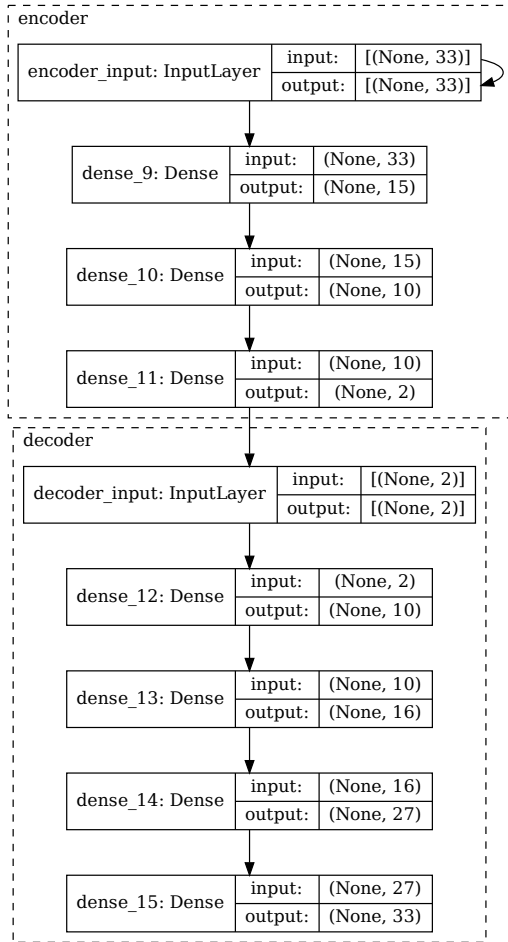 encoder
encoder_input: InputLayer
input: [(None, 33)]
output: [(None, 33)]
dense_9: Dense
input: (None, 33)
output: (None, 15)
dense_10: Dense
input: (None, 15)
output: (None, 10)
dense_11: Dense
input: (None, 10)
output: (None, 2)
decoder
decoder_input: InputLayer
input: [(None, 2)]
output: [(None, 2)]
dense_12: Dense
input: (None, 2)
output: (None, 10)
dense_13: Dense
input: (None, 10)
output: (None, 16)
dense_14: Dense
input: (None, 16)
output: (None, 27)
dense_15: Dense
input: (None, 27)
output: (None, 33)